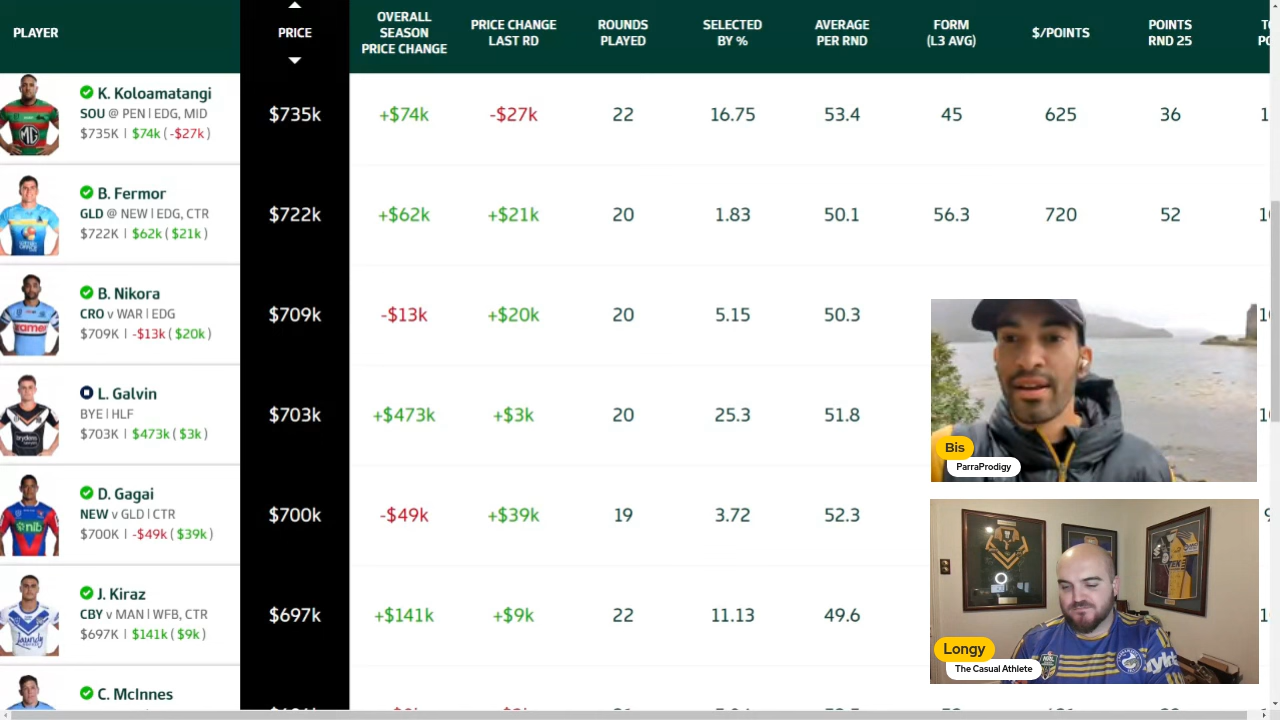 PLAYER
PRICE
OVERALL SEASON PRICE CHANGE
PRICE CHANGE LAST RD
ROUNDS PLAYED
SELECTED BY %
AVERAGE PER RND
FORM (L3 AVG)
$/POINTS
POINTS RND 25
K. Koloamatangi
SOU @ PEN | EDG, MID
$735K | $74k ( -$27k )
$735k +$74k -$27k 22 16.75 53.4 45 625 36
B. Fermor
GLD @ NEW | EDG, CTR
$722K | $62k ( $21k )
$722k +$62k +$21k 20 1.83 50.1 56.3 720 52
B. Nikora
CRO v WAR | EDG
$709K | -$13k ( $20k )
$709k -$13k +$20k 20 5.15 50.3
L. Galvin
BYE | HLF
$703K | $473k ( $3k )
$703k +$473k +$3k 20 25.3 51.8
D. Gagai
NEW v GLD | CTR
$700K | -$49k ( $39k )
$700k -$49k +$39k 19 3.72 52.3
J. Kiraz
CBY v MAN | WFB, CTR
$697K | $141k ( $9k )
$697k +$141k +$9k 22 11.13 49.6
C. McInnes
Bis
ParraProdigy
Longy
The Casual Athlete